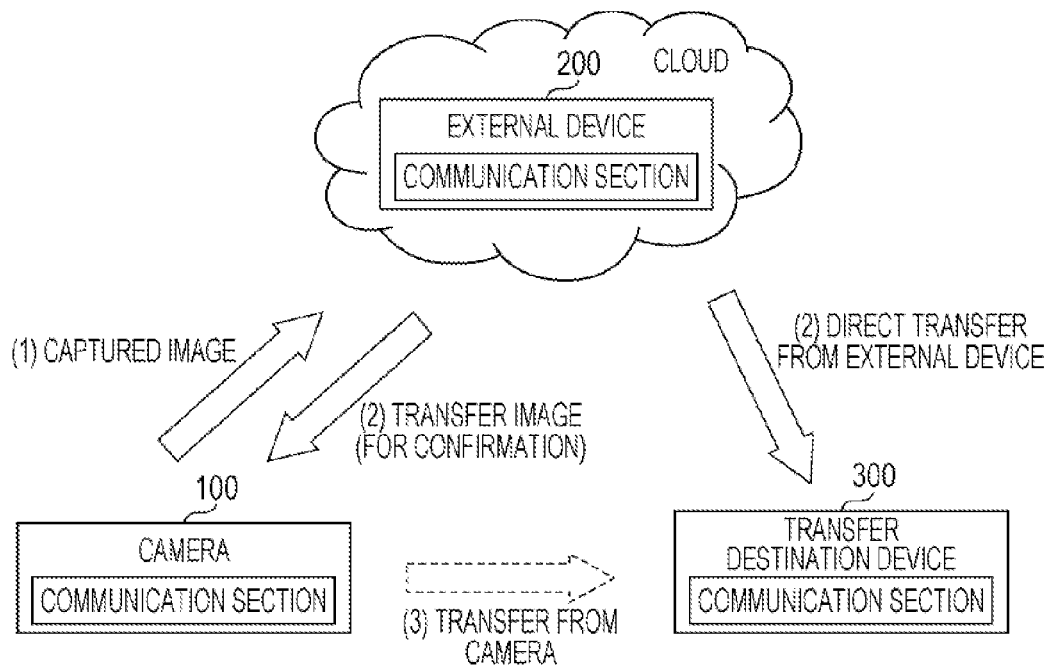 200
CLOUD
EXTERNAL DEVICE
COMMUNICATION SECTION
(1) CAPTURED IMAGE
(2) TRANSFER IMAGE
(FOR CONFIRMATION)
(2) DIRECT TRANSFER
FROM EXTERNAL DEVICE
100
CAMERA
COMMUNICATION SECTION
(3) TRANSFER FROM
CAMERA
300
TRANSFER
DESTINATION DEVICE
COMMUNICATION SECTION